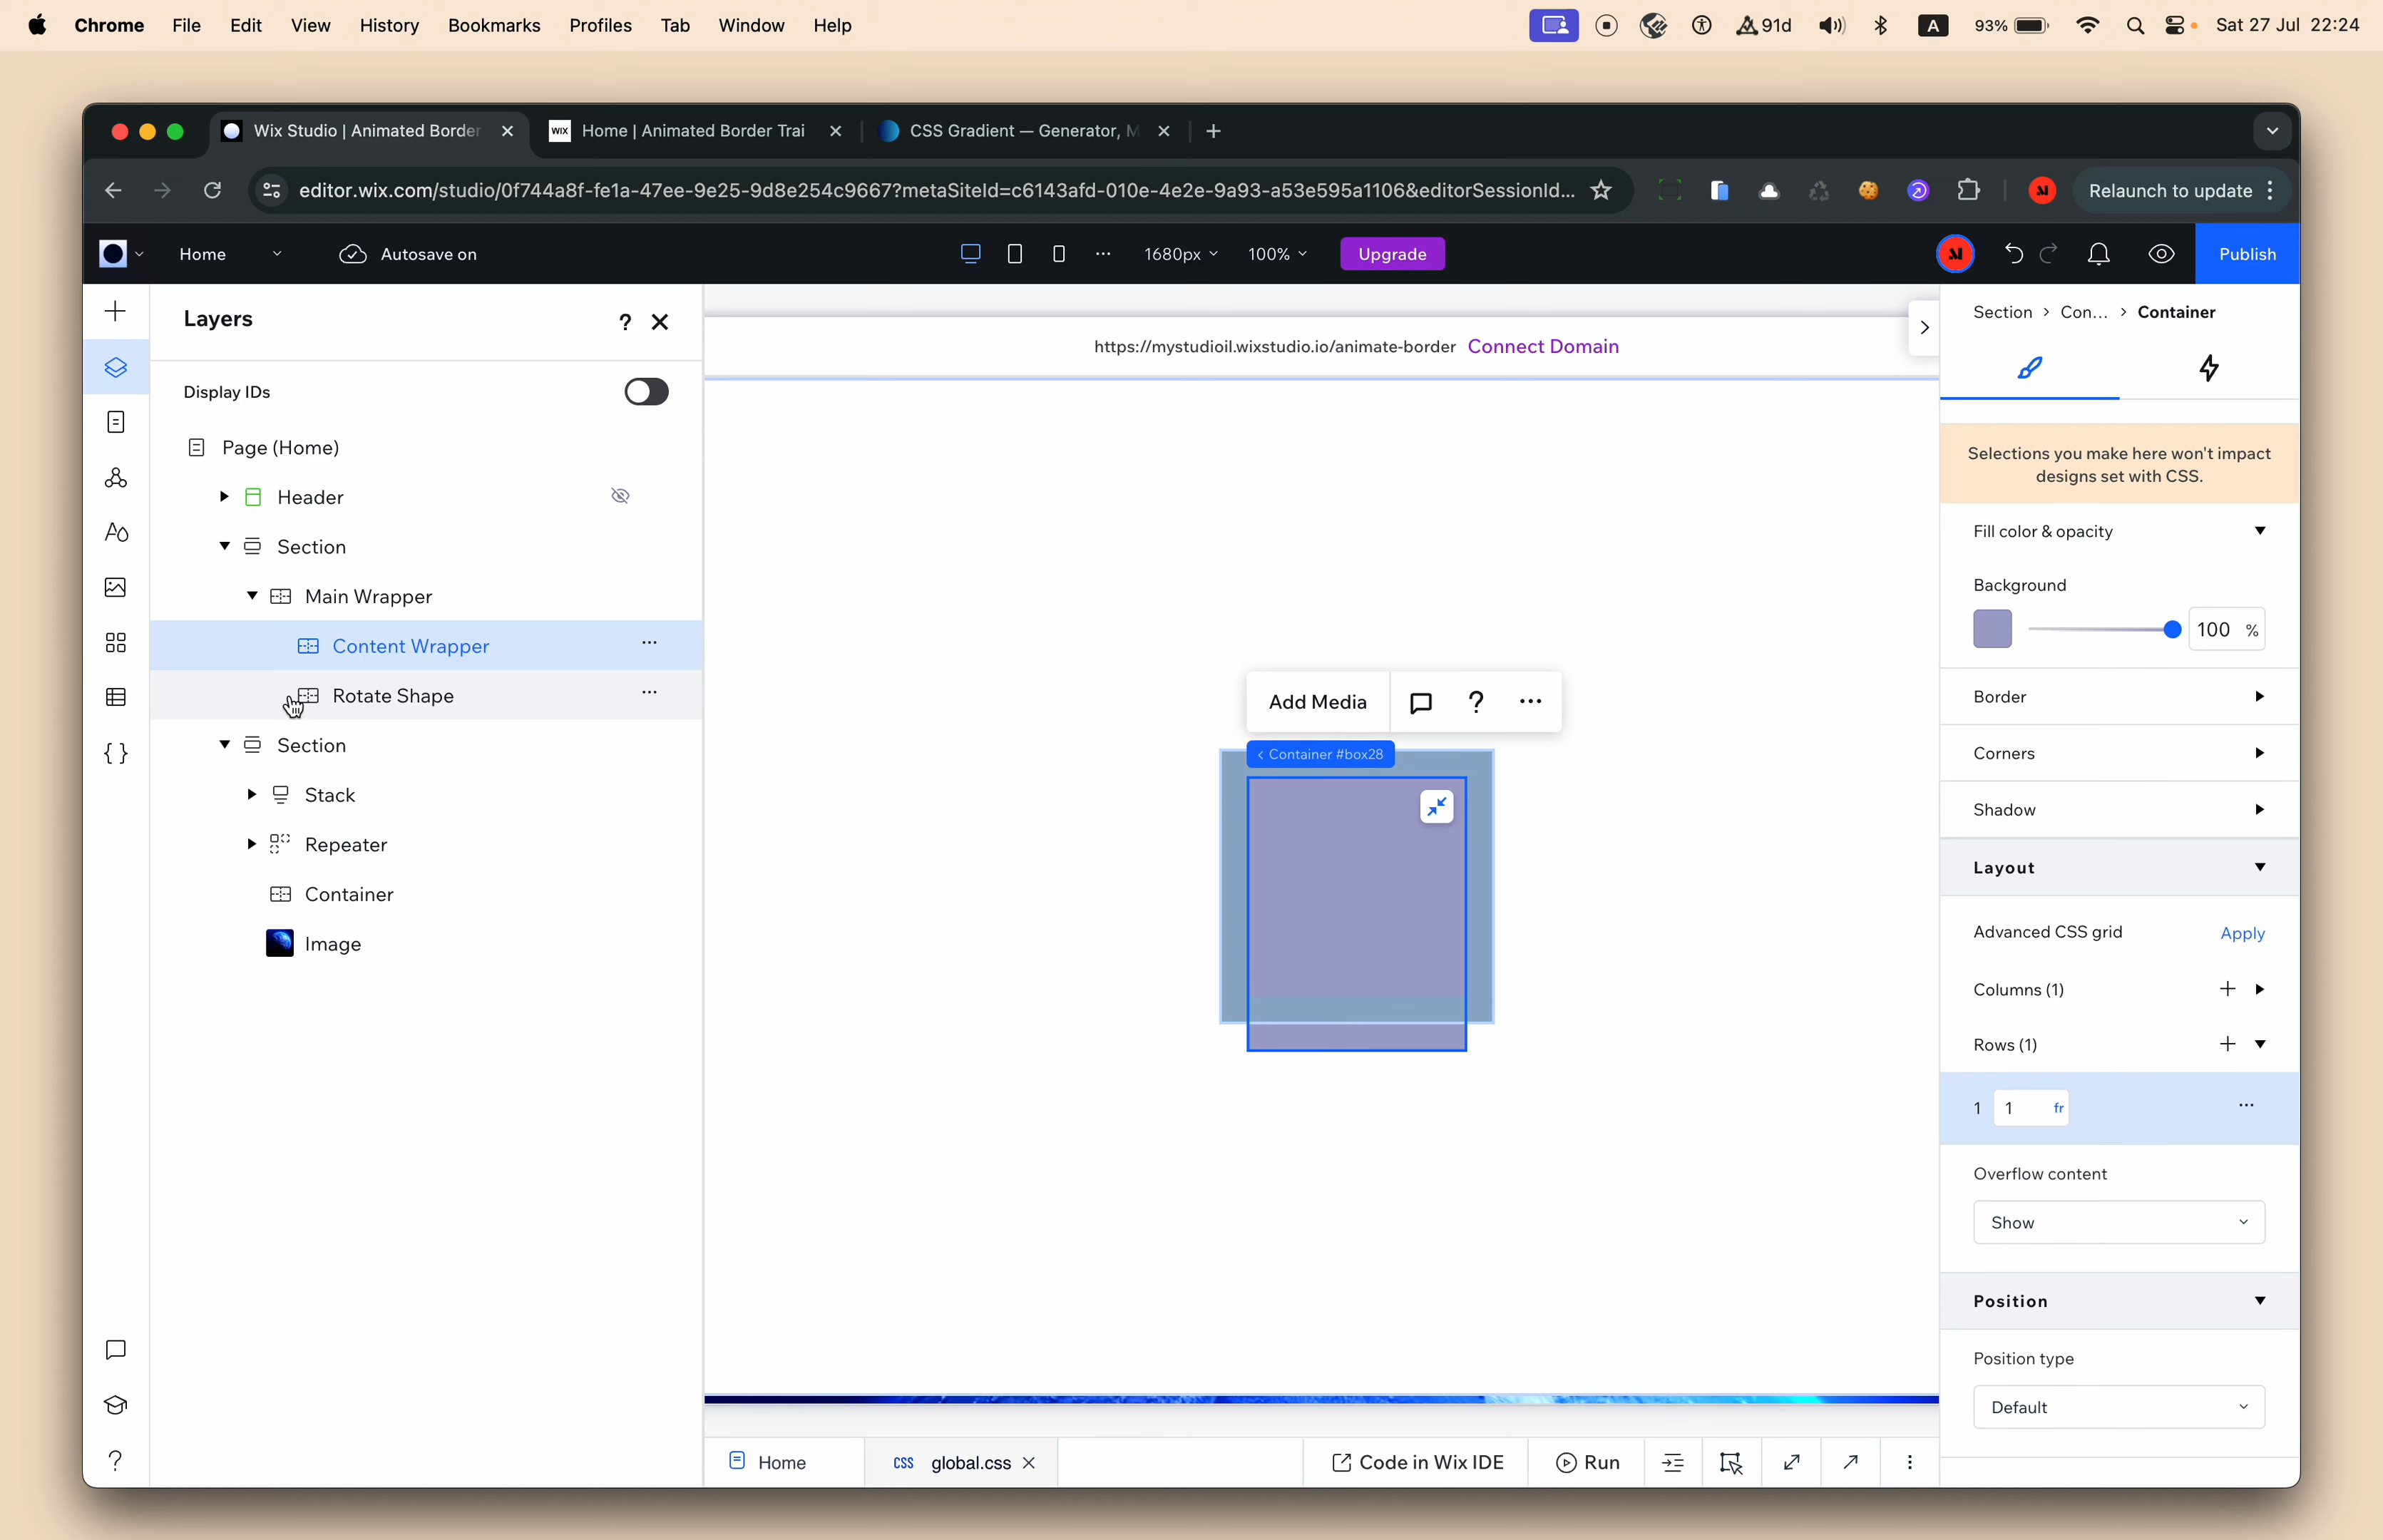 Chrome File Edit View History Bookmarks Profiles Tab Window Help 91d A 93% Sat 27 Jul 22:24
Wix Studio | Animated Border WIX Home | Animated Border Trai CSS Gradient — Generator, M
editor.wix.com/studio/0f744a8f-fe1a-47ee-9e25-9d8e254c9667?metaSiteId=c6143afd-010e-4e2e-9a93-a53e595a1106&editorSessionId... Relaunch to update
Home Autosave on 1680px 100% Upgrade Publish
Layers ?
Display IDs
Page (Home)
Header
Section
Main Wrapper
Content Wrapper
Rotate Shape
Section
Stack
Repeater
Container
Image
https://mystudioil.wixstudio.io/animate-border Connect Domain
Add Media ?
< Container #box28
Home CSS global.css Code in Wix IDE Run
Section > Con... > Container
Selections you make here won't impact
designs set with CSS.
Fill color & opacity
Background
100 %
Border
Corners
Shadow
Layout
Advanced CSS grid Apply
Columns (1)
Rows (1)
1 1 fr
Overflow content
Show
Position
Position type
Default